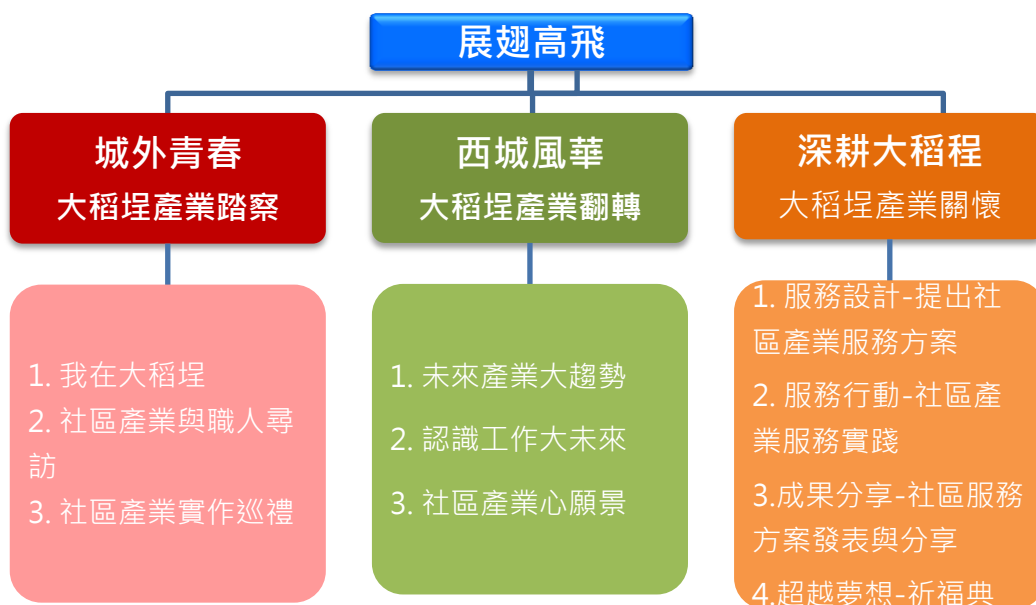 展翅高飛
城外青春
大稻埕產業踏察
西城風華
大稻埕產業翻轉
深耕大稻程
大稻埕產業關懷
1. 我在大稻埕
2. 社區產業與職人尋
訪
3. 社區產業實作巡禮
1. 未來產業大趨勢
2. 認識工作大未來
3. 社區產業心願景
1. 服務設計-提出社
區產業服務方案
2. 服務行動-社區產
業服務實踐
3.成果分享-社區服務
方案發表與分享
4.超越夢想-祈福典